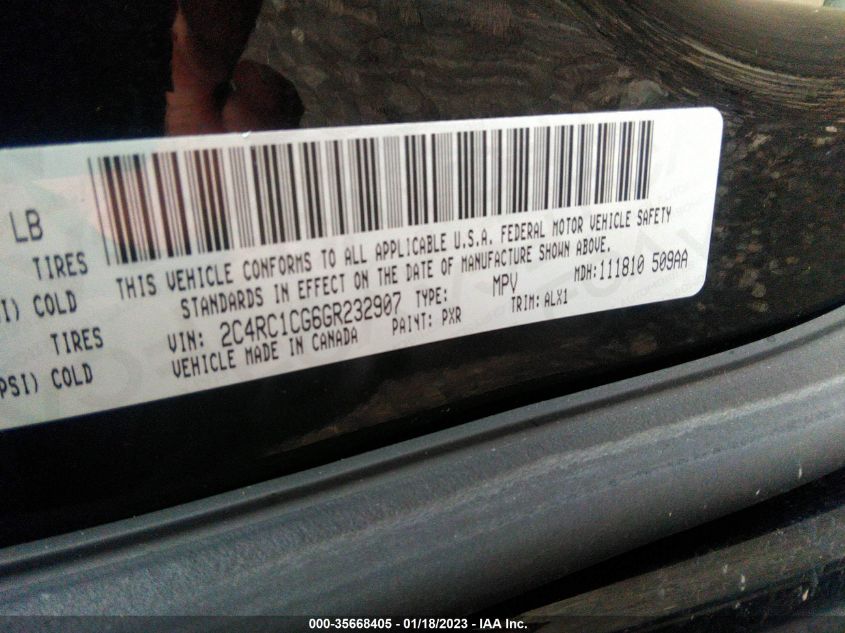 LB
TIRES
I) COLD
TIRES
PSI) COLD
THIS VEHICLE CONFORMS TO ALL APPLICABLE U.S.A. FEDERAL MOTOR VEHICLE SAFETY
STANDARDS IN EFFECT ON THE DATE OF MANUFACTURE SHOWN ABOVE.
MDH:111810 509AA
VIN: 2C4RC1CG6GR232907 TYPE: MPV
VEHICLE MADE IN CANADA PAINT: PXR TRIM: ALX1
000-35668405 — 01/18/2023 — IAA Inc.